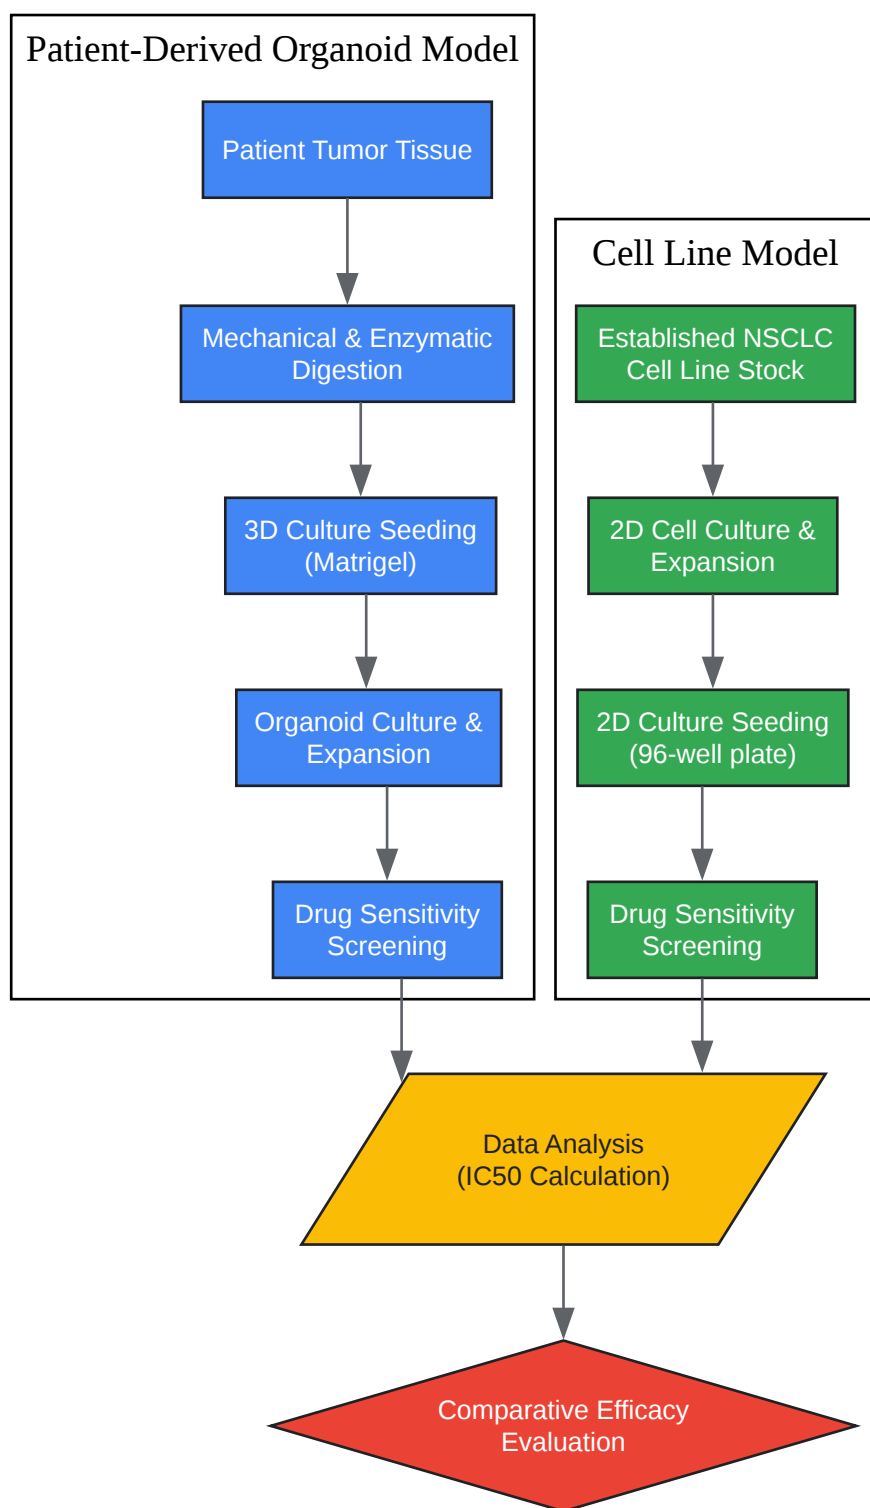 Patient-Derived Organoid Model
Patient Tumor Tissue
Mechanical & Enzymatic
Digestion
3D Culture Seeding
(Matrigel)
Organoid Culture &
Expansion
Drug Sensitivity
Screening
Cell Line Model
Established NSCLC
Cell Line Stock
2D Cell Culture &
Expansion
2D Culture Seeding
(96-well plate)
Drug Sensitivity
Screening
Data Analysis
(IC50 Calculation)
Comparative Efficacy
Evaluation